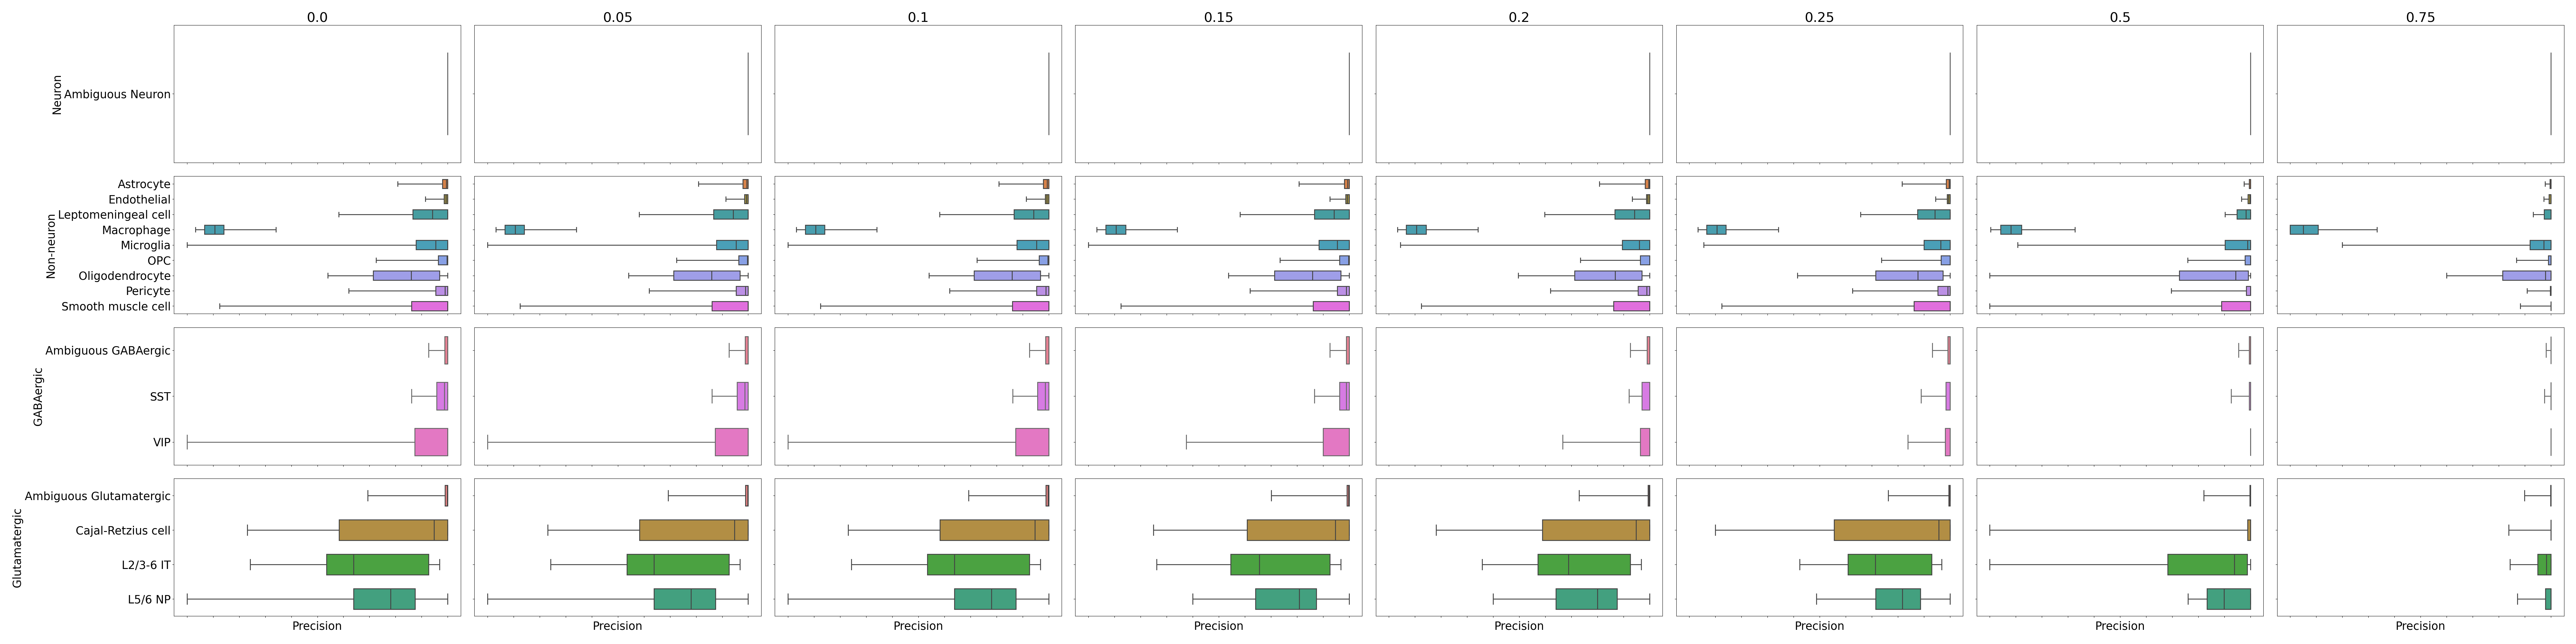 0.0 0.05 0.1 0.15 0.2 0.25 0.5 0.75
Neuron
Ambiguous Neuron
Non-neuron
Astrocyte
Endothelial
Leptomeningeal cell
Macrophage
Microglia
OPC
Oligodendrocyte
Pericyte
Smooth muscle cell
GABAergic
Ambiguous GABAergic
SST
VIP
Glutamatergic
Ambiguous Glutamatergic
Cajal-Retzius cell
L2/3-6 IT
L5/6 NP
Precision Precision Precision Precision Precision Precision Precision Precision